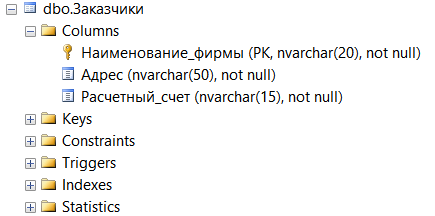 dbo.Заказчики
Columns
Наименование_фирмы (PK, nvarchar(20), not null)
Адрес (nvarchar(50), not null)
Расчетный_счет (nvarchar(15), not null)
Keys
Constraints
Triggers
Indexes
Statistics